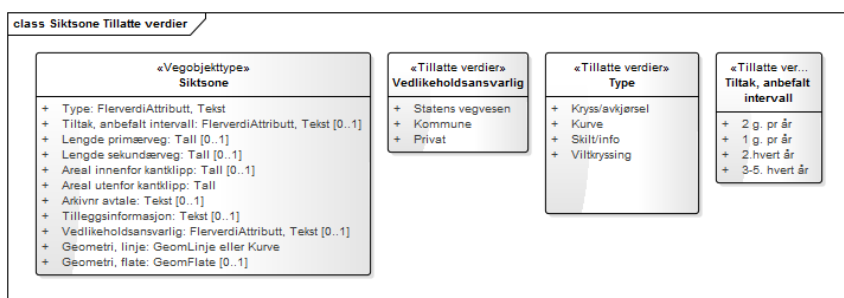 class Siktsone Tillatte verdier
«Vegobjekttype»
Siktsone
+ Type: FlerverdiAttributt, Tekst
+ Tiltak, anbefalt intervall: FlerverdiAttributt, Tekst [0..1]
+ Lengde primærveg: Tall [0..1]
+ Lengde sekundærveg: Tall [0..1]
+ Areal innenfor kantklipp: Tall [0..1]
+ Areal utenfor kantklipp: Tall
+ Arkivnr avtale: Tekst [0..1]
+ Tilleggsinformasjon: Tekst [0..1]
+ Vedlikeholdsansvarlig: FlerverdiAttributt, Tekst [0..1]
+ Geometri, linje: GeomLinje eller Kurve
+ Geometri, flate: GeomFlate [0..1]
«Tillatte verdier»
Vedlikeholdsansvarlig
+ Statens vegvesen
+ Kommune
+ Privat
«Tillatte verdier»
Type
+ Kryss/avkjørsel
+ Kurve
+ Skilt/info
+ Viltkryssing
«Tillatte ver...
Tiltak, anbefalt
intervall
+ 2 g. pr år
+ 1 g. pr år
+ 2.hvert år
+ 3-5. hvert år